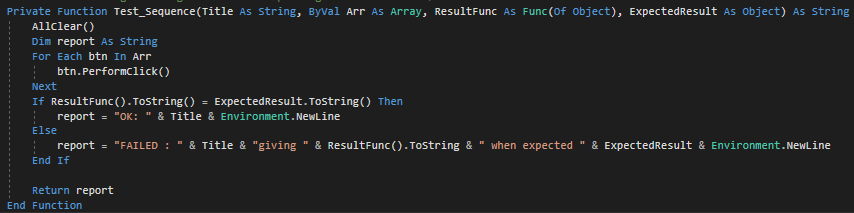 Private Function Test_Sequence(Title As String, ByVal Arr As Array, ResultFunc As Func(Of Object), ExpectedResult As Object) As String
AllClear()
Dim report As String
For Each btn In Arr
btn.PerformClick()
Next
If ResultFunc().ToString() = ExpectedResult.ToString() Then
report = "OK: " & Title & Environment.NewLine
Else
report = "FAILED : " & Title & "giving " & ResultFunc().ToString & " when expected " & ExpectedResult & Environment.NewLine
End If
Return report
End Function